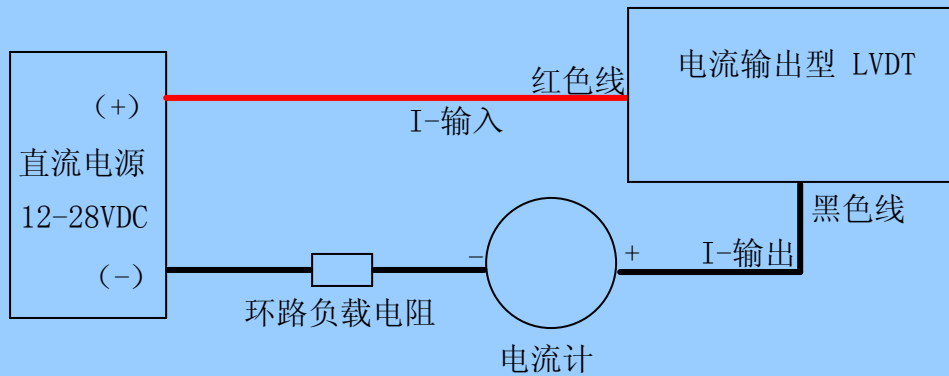 电流输出型 LVDT
红色线
(+)
I-输入
直流电源
12-28VDC
黑色线
(-)
-
+
I-输出
环路负载电阻
电流计